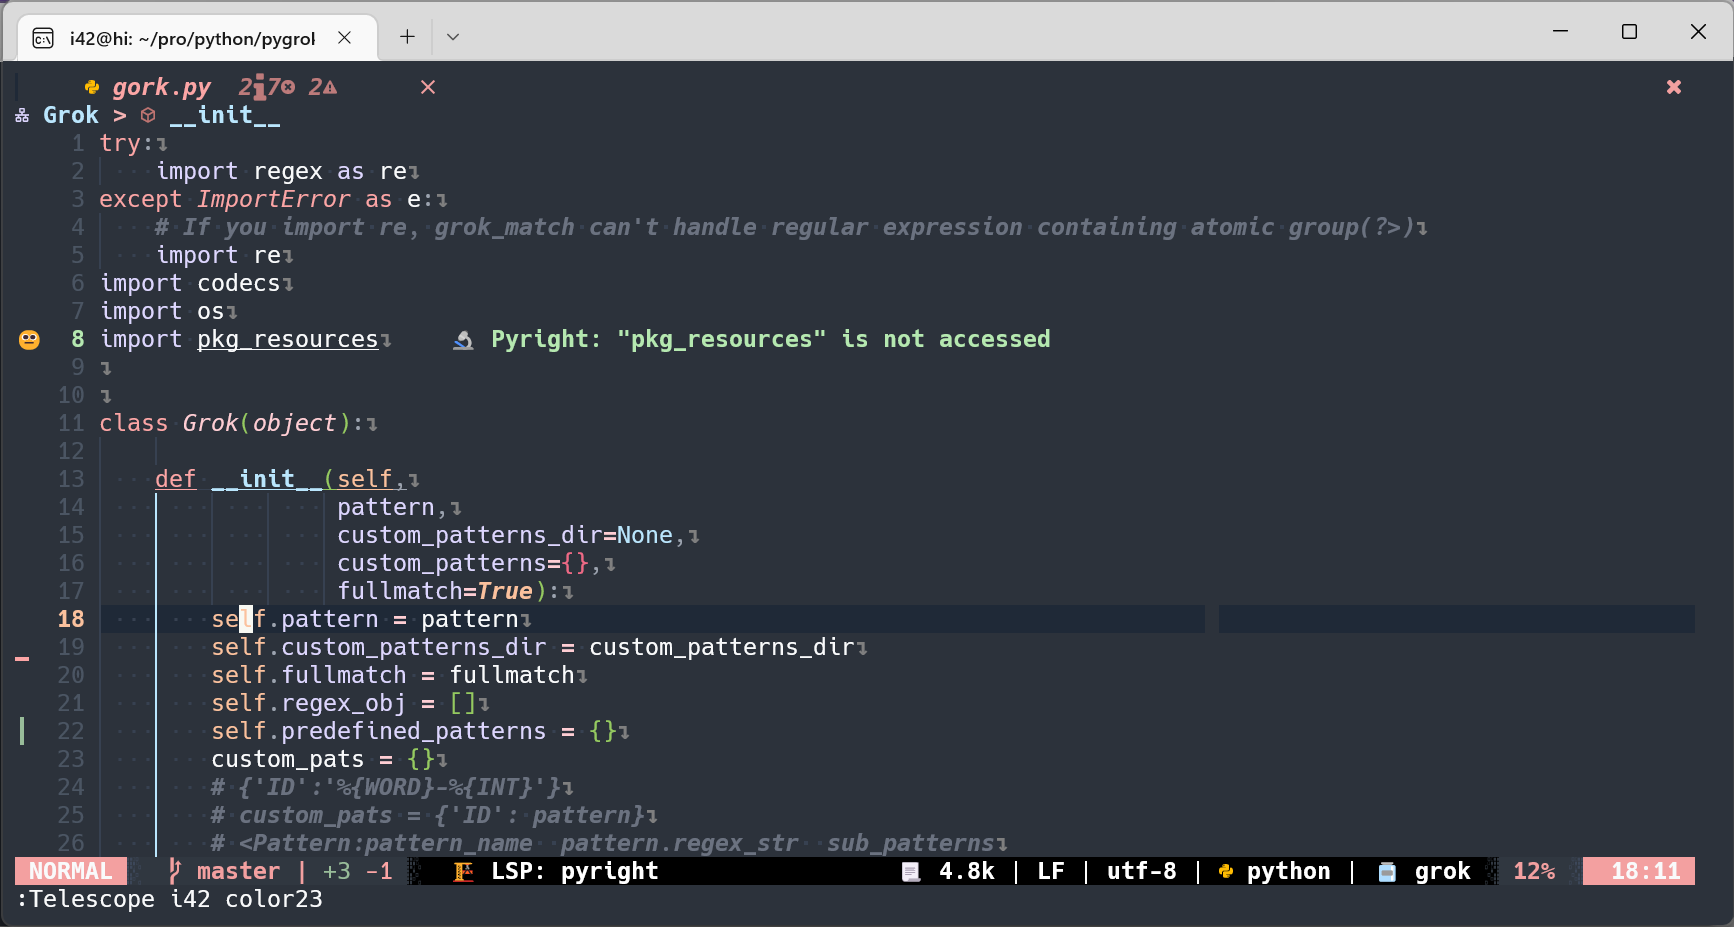 i42@hi: ~/pro/python/pygrok
gork.py 2 7 2
Grok > __init__
1 try:
2 import regex as re
3 except ImportError as e:
4 # If you import re, grok_match can't handle regular expression containing atomic group(?>)
5 import re
6 import codecs
7 import os
8 import pkg_resources Pyright: "pkg_resources" is not accessed
9
10
11 class Grok(object):
12
13 def __init__(self,
14 pattern,
15 custom_patterns_dir=None,
16 custom_patterns={},
17 fullmatch=True):
18 self.pattern = pattern
19 self.custom_patterns_dir = custom_patterns_dir
20 self.fullmatch = fullmatch
21 self.regex_obj = []
22 self.predefined_patterns = {}
23 custom_pats = {}
24 # {'ID':'%{WORD}-%{INT}'}
25 # custom_pats = {'ID': pattern}
26 # <Pattern:pattern_name pattern.regex_str sub_patterns
NORMAL master | +3 -1 LSP: pyright 4.8k | LF | utf-8 | python | grok 12% 18:11
:Telescope i42 color23